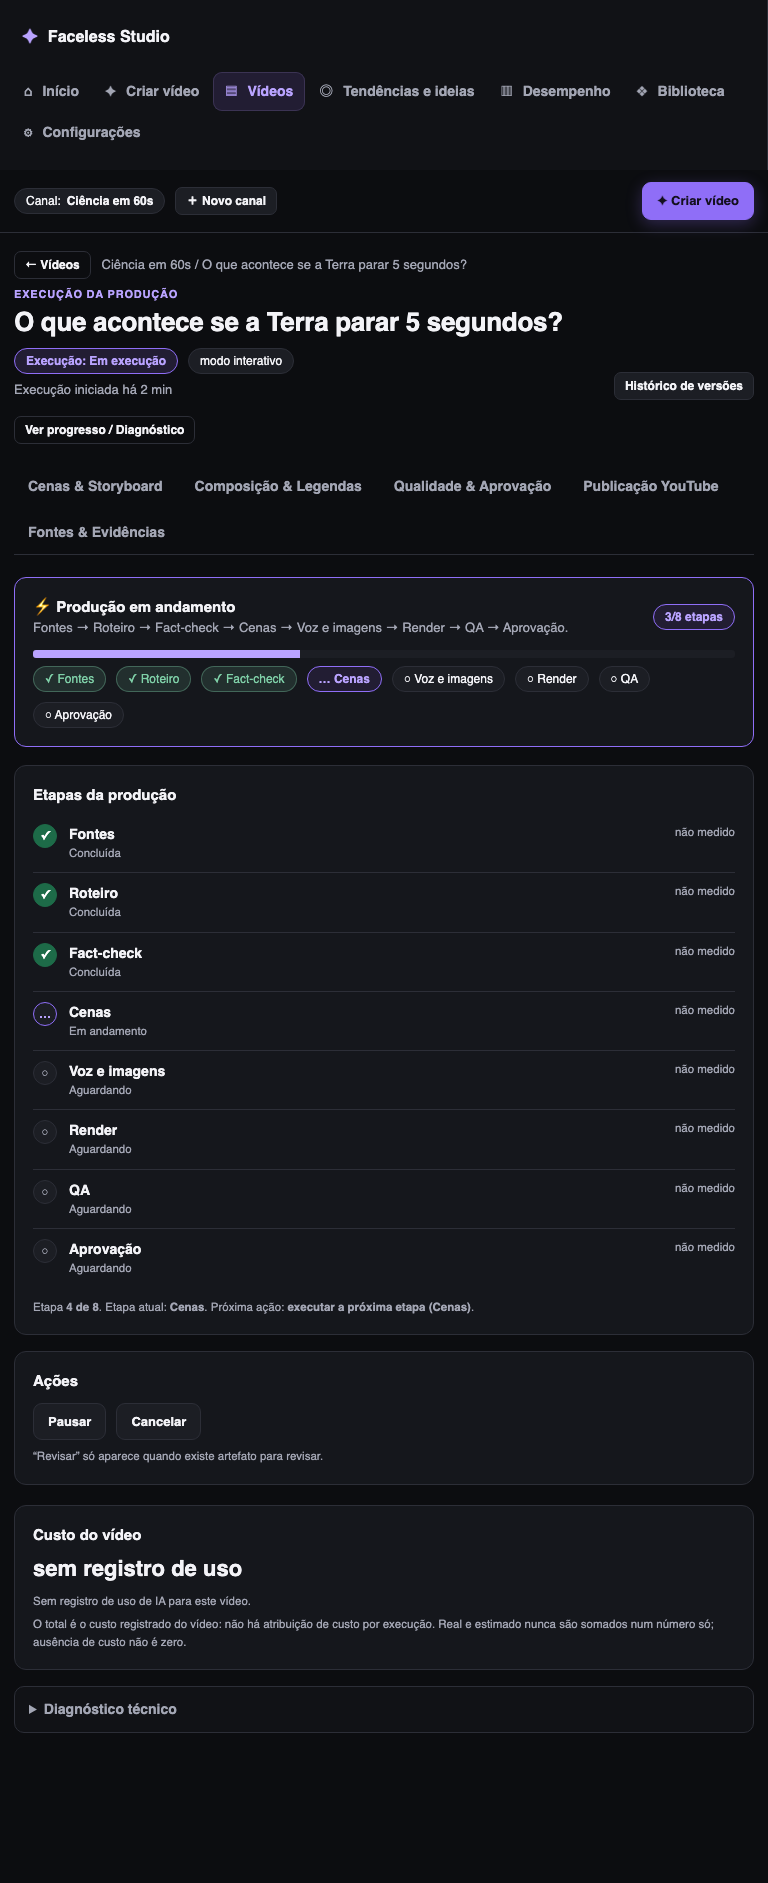 Faceless Studio
Início
Criar vídeo
Vídeos
Tendências e ideias
Desempenho
Biblioteca
Configurações
Canal: Ciência em 60s
+ Novo canal
✦ Criar vídeo
← Vídeos
Ciência em 60s / O que acontece se a Terra parar 5 segundos?
EXECUÇÃO DA PRODUÇÃO
O que acontece se a Terra parar 5 segundos?
Execução: Em execução
modo interativo
Execução iniciada há 2 min
Histórico de versões
Ver progresso / Diagnóstico
Cenas & Storyboard
Composição & Legendas
Qualidade & Aprovação
Publicação YouTube
Fontes & Evidências
⚡ Produção em andamento
Fontes → Roteiro → Fact-check → Cenas → Voz e imagens → Render → QA → Aprovação.
3/8 etapas
✓ Fontes
✓ Roteiro
✓ Fact-check
... Cenas
○ Voz e imagens
○ Render
○ QA
○ Aprovação
Etapas da produção
Fontes
não medido
Concluída
Roteiro
não medido
Concluída
Fact-check
não medido
Concluída
... Cenas
não medido
Em andamento
Voz e imagens
não medido
Aguardando
Render
não medido
Aguardando
QA
não medido
Aguardando
Aprovação
não medido
Aguardando
Etapa 4 de 8. Etapa atual: Cenas. Próxima ação: executar a próxima etapa (Cenas).
Ações
Pausar
Cancelar
“Revisar” só aparece quando existe artefato para revisar.
Custo do vídeo
sem registro de uso
Sem registro de uso de IA para este vídeo.
O total é o custo registrado do vídeo: não há atribuição de custo por execução. Real e estimado nunca são somados num número só;
ausência de custo não é zero.
▶ Diagnóstico técnico